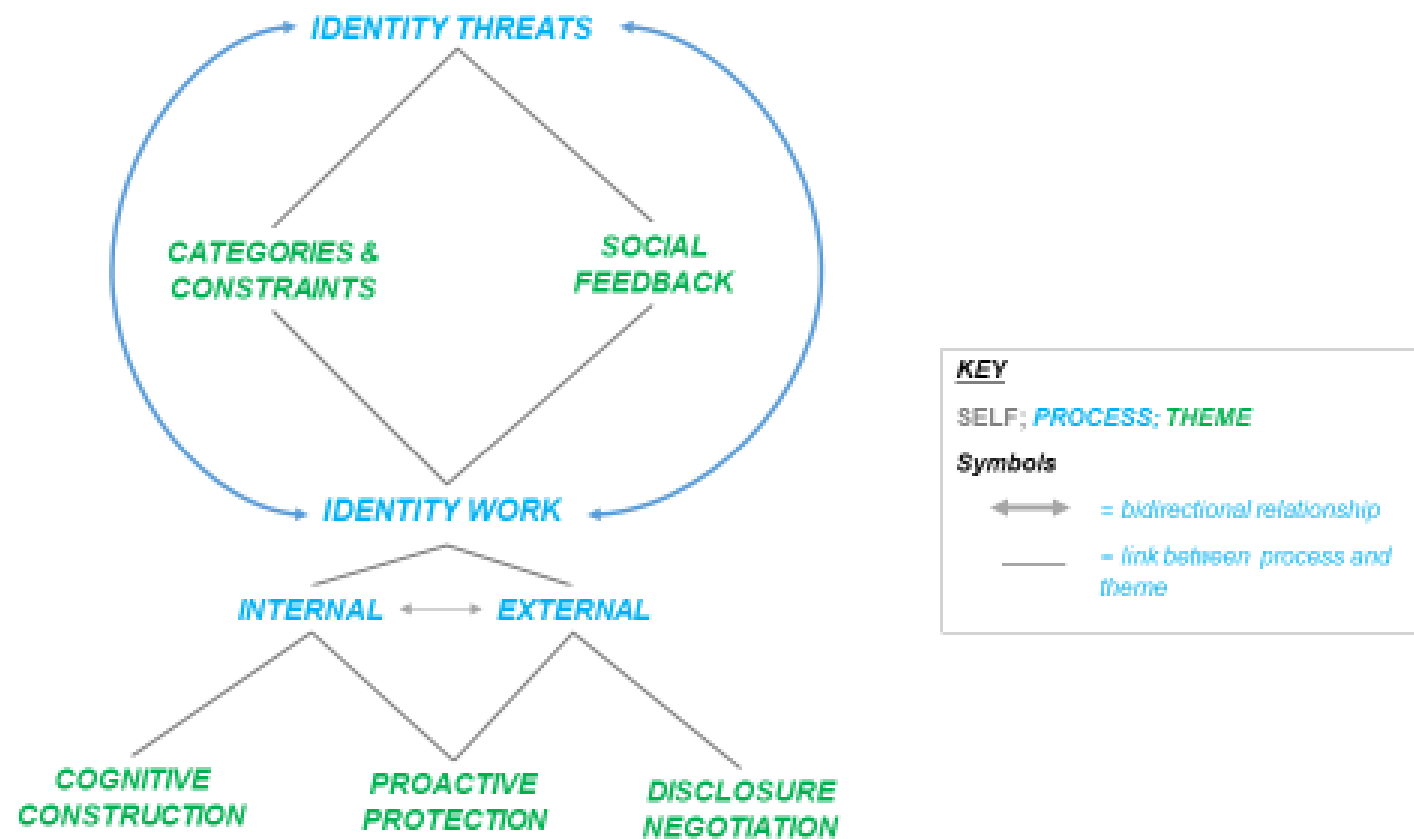 IDENTITY THREATS
CATEGORIES &
CONSTRAINTS
SOCIAL
FEEDBACK
IDENTITY WORK
INTERNAL
EXTERNAL
COGNITIVE
CONSTRUCTION
PROACTIVE
PROTECTION
DISCLOSURE
NEGOTIATION
KEY
SELF; PROCESS; THEME
Symbols
= bidirectional relationship
= link between process and
theme